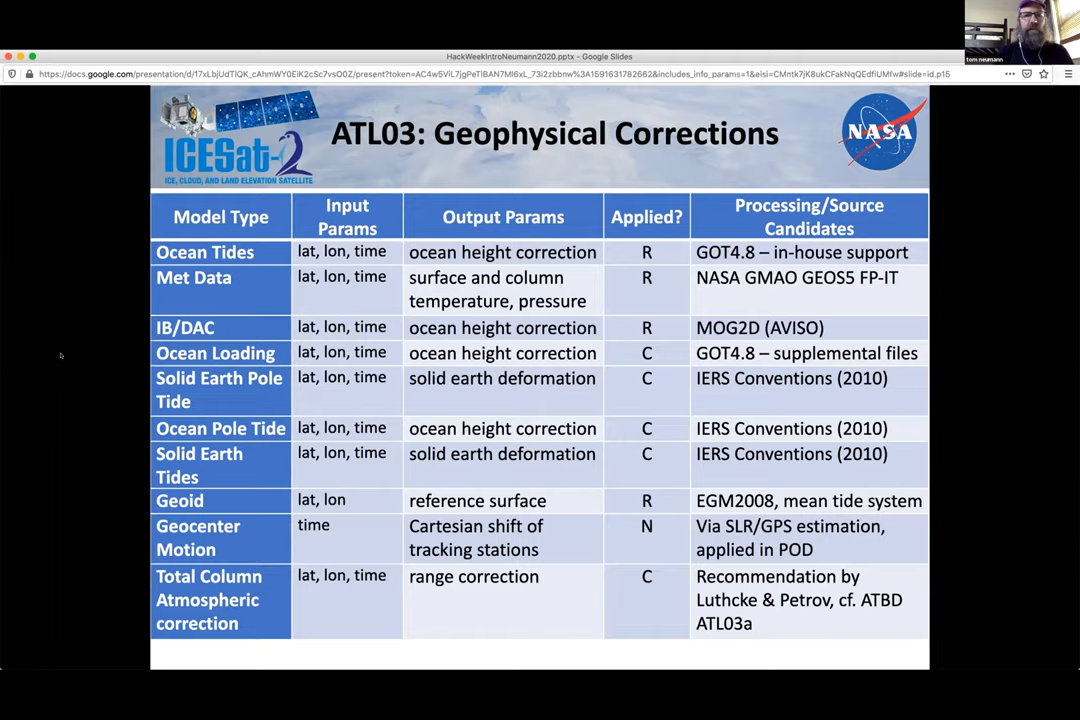 HackWeekIntroNeumann2020.pptx - Google Slides
tom neumann
ICESat-2
ICE, CLOUD, AND LAND ELEVATION SATELLITE
ATL03: Geophysical Corrections
NASA
Model Type
Input Params
Output Params
Applied?
Processing/Source Candidates
Ocean Tides
lat, lon, time
ocean height correction
R
GOT4.8 – in-house support
Met Data
lat, lon, time
surface and column
temperature, pressure
R
NASA GMAO GEOS5 FP-IT
IB/DAC
lat, lon, time
ocean height correction
R
MOG2D (AVISO)
Ocean Loading
lat, lon, time
ocean height correction
C
GOT4.8 – supplemental files
Solid Earth Pole
Tide
lat, lon, time
solid earth deformation
C
IERS Conventions (2010)
Ocean Pole Tide
lat, lon, time
ocean height correction
C
IERS Conventions (2010)
Solid Earth
Tides
lat, lon, time
solid earth deformation
C
IERS Conventions (2010)
Geoid
lat, lon
reference surface
R
EGM2008, mean tide system
Geocenter
Motion
time
Cartesian shift of
tracking stations
N
Via SLR/GPS estimation,
applied in POD
Total Column
Atmospheric
correction
lat, lon, time
range correction
C
Recommendation by
Luthcke & Petrov, cf. ATBD
ATL03a